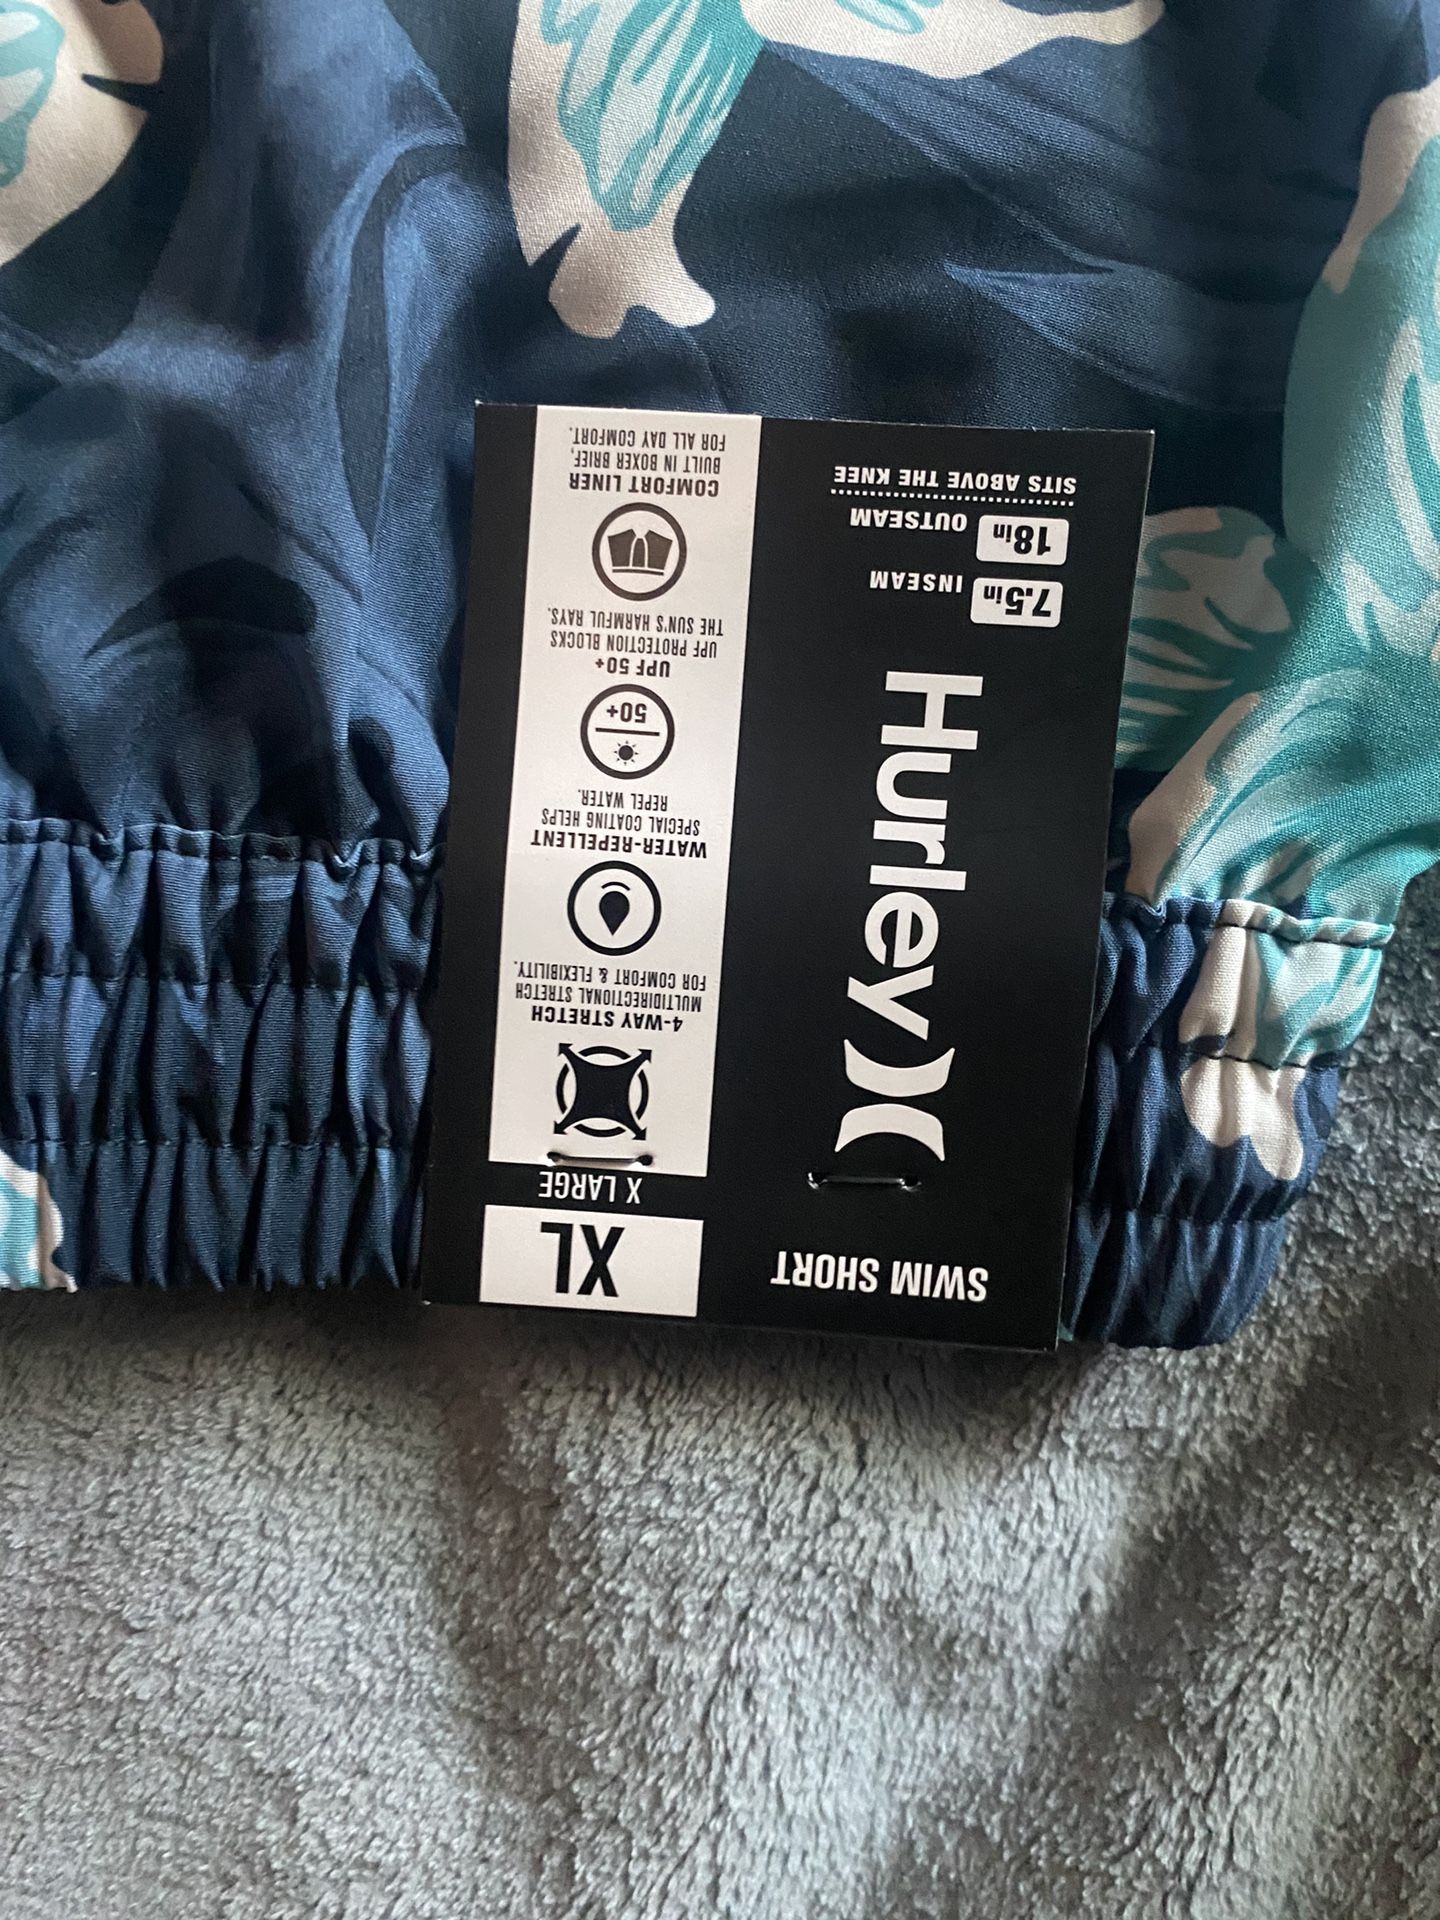 SWIM SHORT
Hurley
7.5in INSEAM
18in OUTSEAM
SITS ABOVE THE KNEE
XL
X LARGE
4-WAY STRETCH
MULTIDIRECTIONAL STRETCH
FOR COMFORT & FLEXIBILITY.
WATER-REPELLENT
SPECIAL COATING HELPS
REPEL WATER.
50+
UPF 50+
UPF PROTECTION BLOCKS
THE SUN'S HARMFUL RAYS.
COMFORT LINER
BUILT IN BOXER BRIEF,
FOR ALL DAY COMFORT.